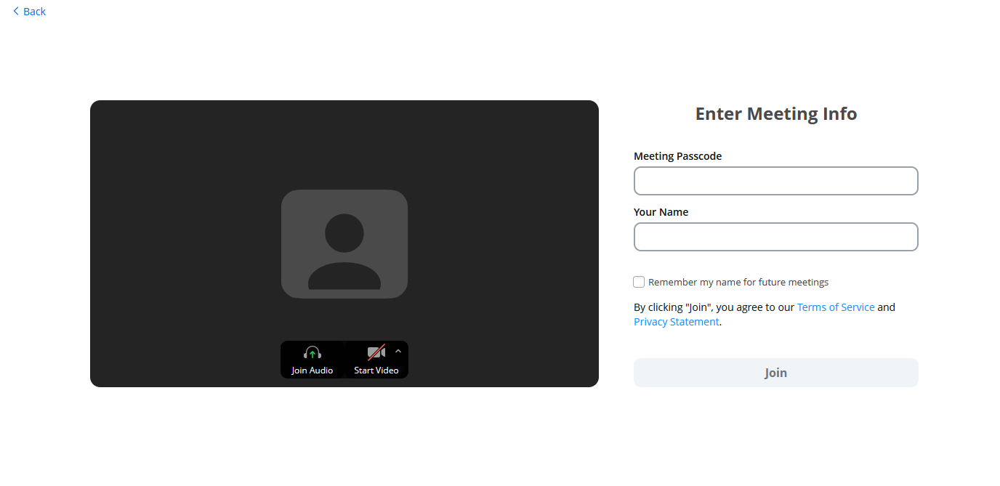 Back
Enter Meeting Info
Meeting Passcode
Your Name
Remember my name for future meetings
By clicking "Join", you agree to our Terms of Service and
Privacy Statement.
Join Audio
Start Video
Join